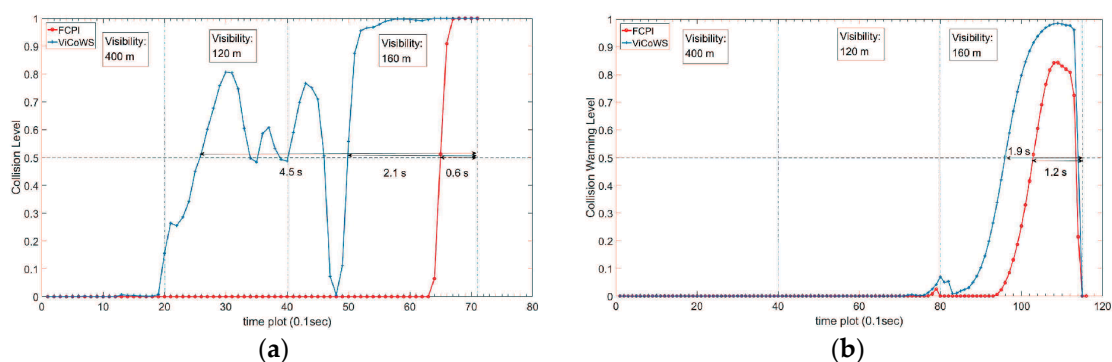 FCPI
ViCoWS
Visibility:
400 m
Visibility:
120 m
Visibility:
160 m
4.5 s
2.1 s
0.6 s
Collision Level
1
0.9
0.8
0.7
0.6
0.5
0.4
0.3
0.2
0.1
0
0 10 20 30 40 50 60 70 80
time plot (0.1sec)
(a)
FCPI
ViCoWS
Visibility:
400 m
Visibility:
120 m
Visibility:
160 m
1.9 s
1.2 s
Collision Warning Level
1
0.9
0.8
0.7
0.6
0.5
0.4
0.3
0.2
0.1
0
0 20 40 60 80 100 120
time plot (0.1sec)
(b)